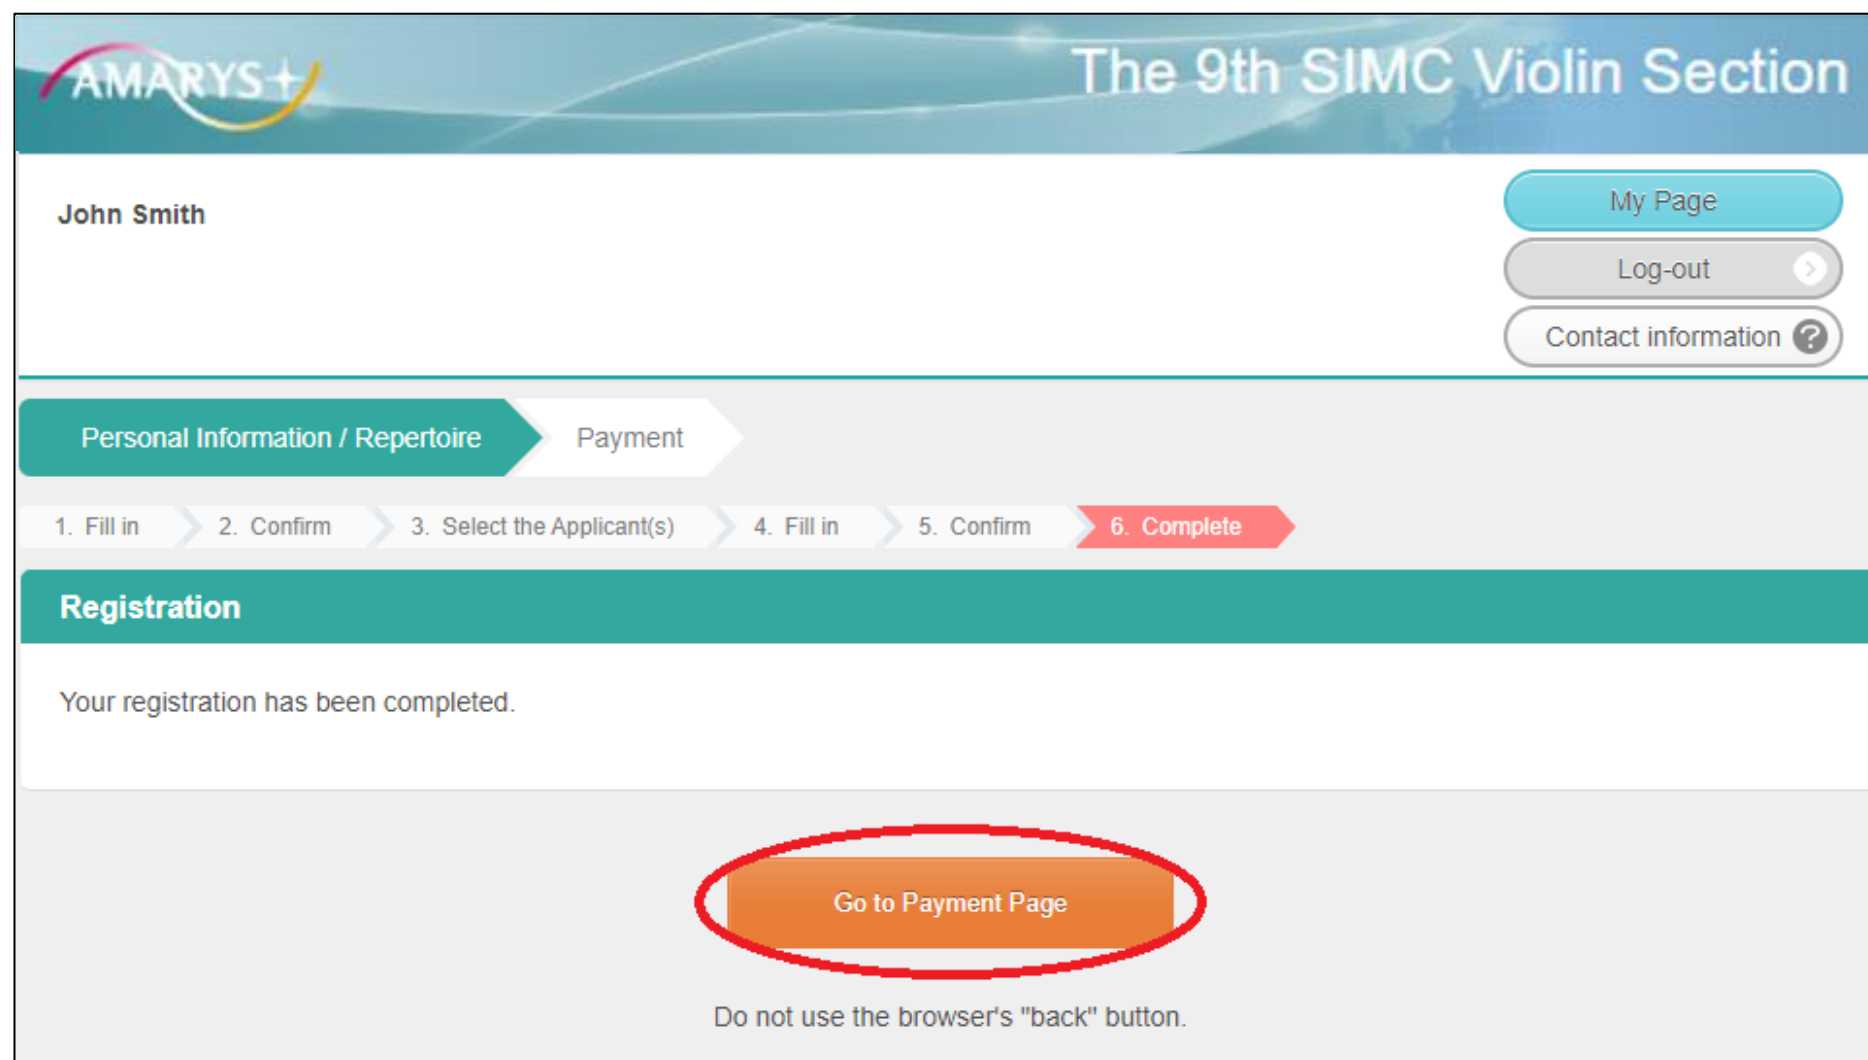 AMARYS
The 9th SIMC Violin Section
John Smith
My Page
Log-out
Contact information ?
Personal Information / Repertoire
Payment
1. Fill in
2. Confirm
3. Select the Applicant(s)
4. Fill in
5. Confirm
6. Complete
Registration
Your registration has been completed.
Go to Payment Page
Do not use the browser's "back" button.